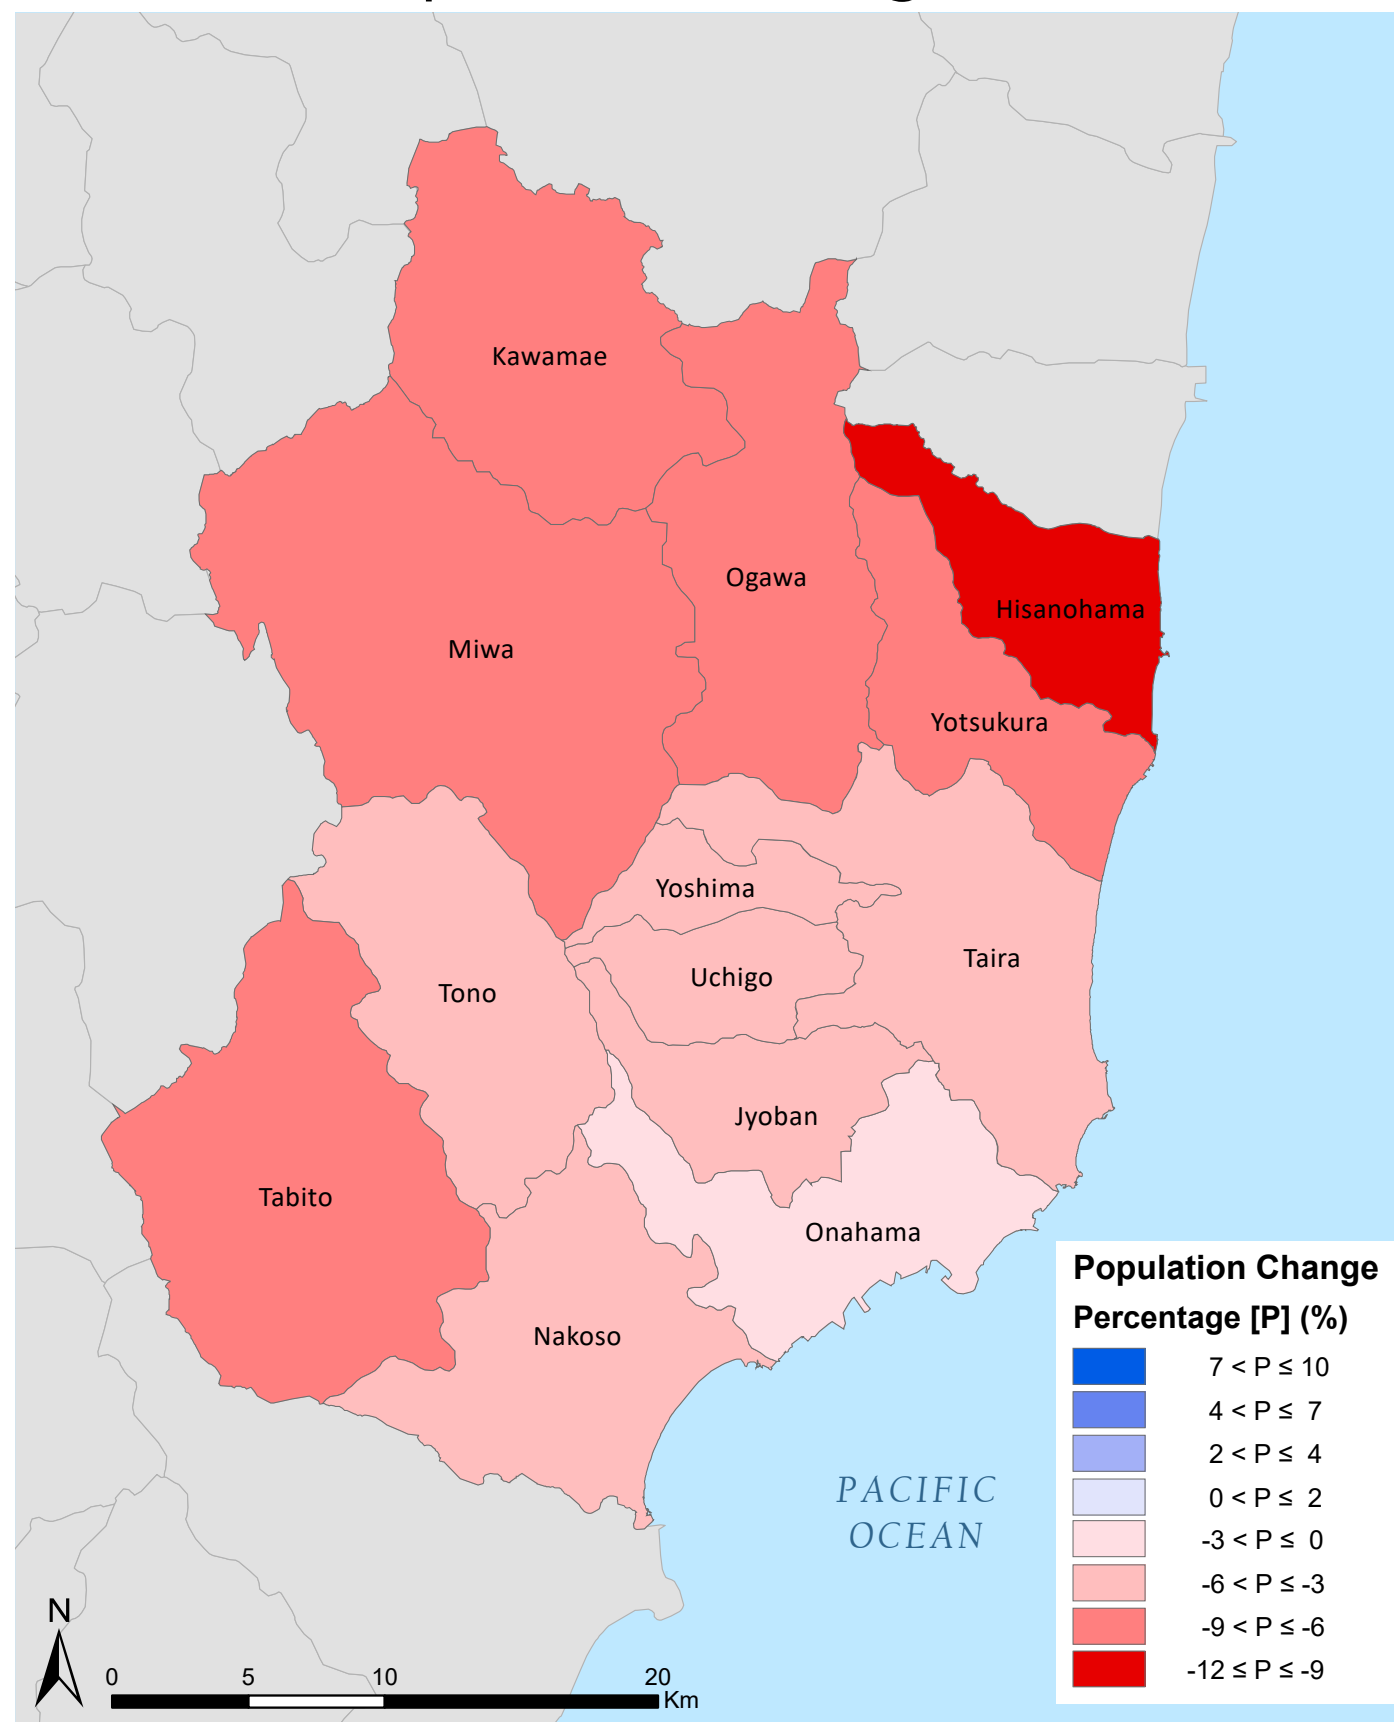 Kawamae
Ogawa
Hisanohama
Miwa
Yotsukura
Yoshima
Taira
Uchigo
Tono
Jyoban
Tabito
Onahama
Nakoso
PACIFIC
OCEAN
Population Change
Percentage [P] (%)
7 < P ≤ 10
4 < P ≤ 7
2 < P ≤ 4
0 < P ≤ 2
-3 < P ≤ 0
-6 < P ≤ -3
-9 < P ≤ -6
-12 ≤ P ≤ -9
N
0 5 10 20
Km